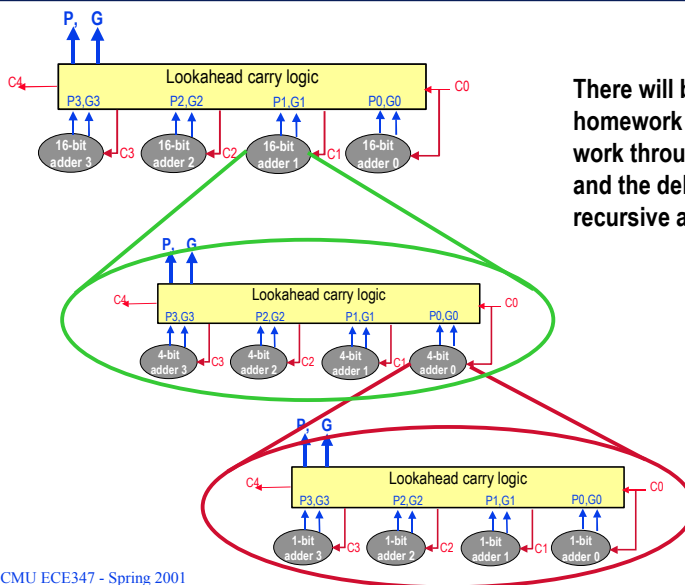 P, G
C4
Lookahead carry logic
C0
P3,G3 P2,G2 P1,G1 P0,G0
16-bit adder 3
C3
16-bit adder 2
C2
16-bit adder 1
C1
16-bit adder 0
There will
homework
work
and the
recursive
P, G
C4
Lookahead carry logic
C0
P3,G3 P2,G2 P1,G1 P0,G0
4-bit adder 3
C3
4-bit adder 2
C2
4-bit adder 1
C1
4-bit adder 0
P, G
C4
Lookahead carry logic
C0
P3,G3 P2,G2 P1,G1 P0,G0
1-bit adder 3
C3
1-bit adder 2
C2
1-bit adder 1
C1
1-bit adder 0
CMU ECE347 - Spring 2001